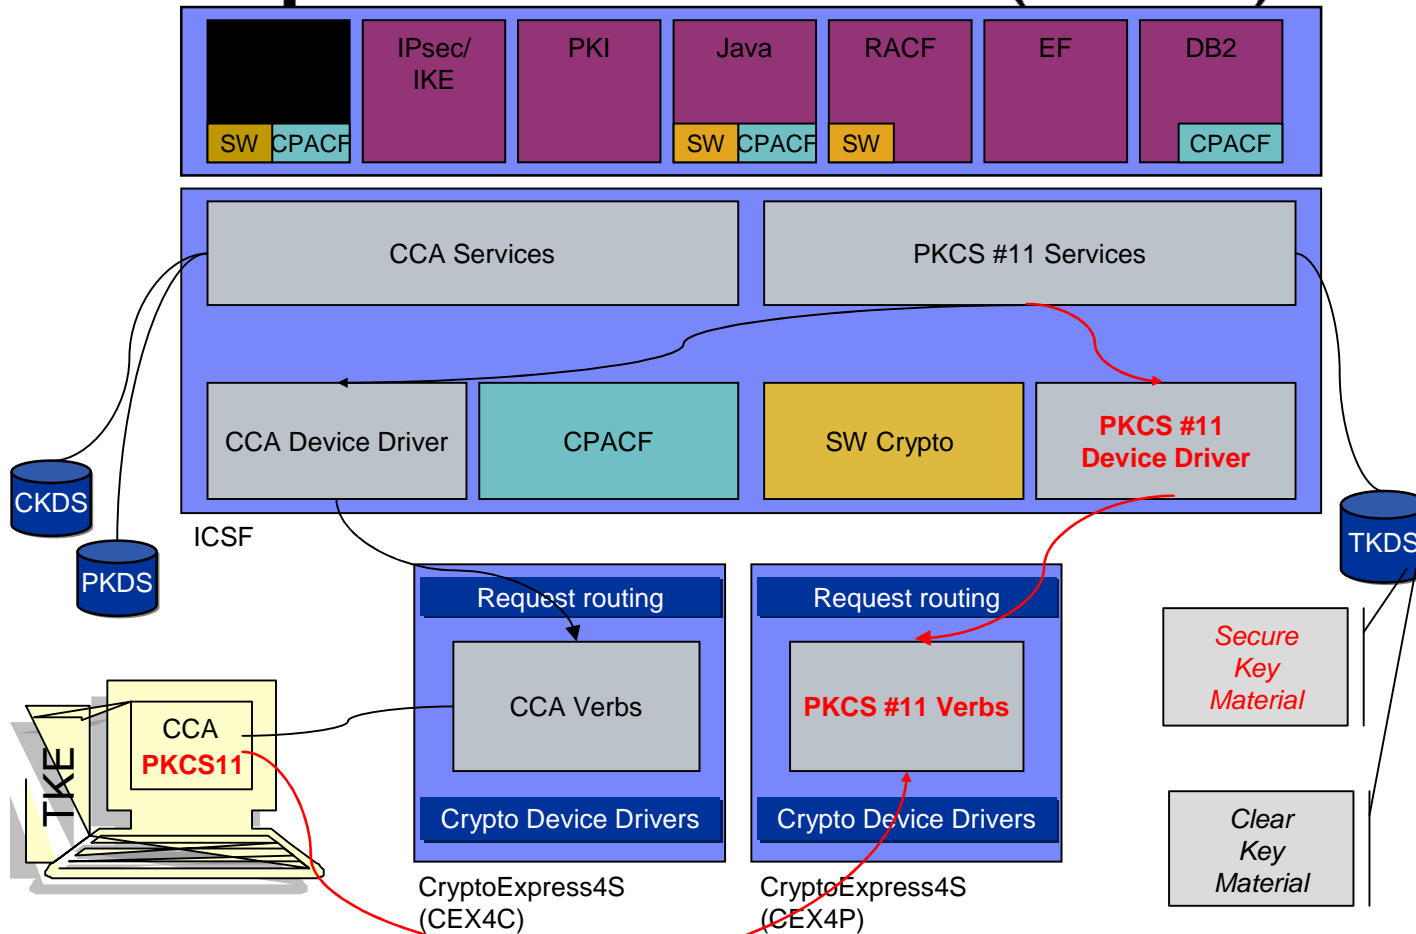 IPsec/
IKE
PKI
Java
RACF
EF
DB2
SW
CPACF
SW
CPACF
SW
CPACF
CCA Services
PKCS #11 Services
CCA Device Driver
CPACF
SW Crypto
PKCS #11
Device Driver
CKDS
PKDS
ICSF
TKDS
Request routing
Request routing
CCA Verbs
PKCS #11 Verbs
Crypto Device Drivers
Crypto Device Drivers
CryptoExpress4S
(CEX4C)
CryptoExpress4S
(CEX4P)
TKE
CCA
PKCS11
Secure
Key
Material
Clear
Key
Material